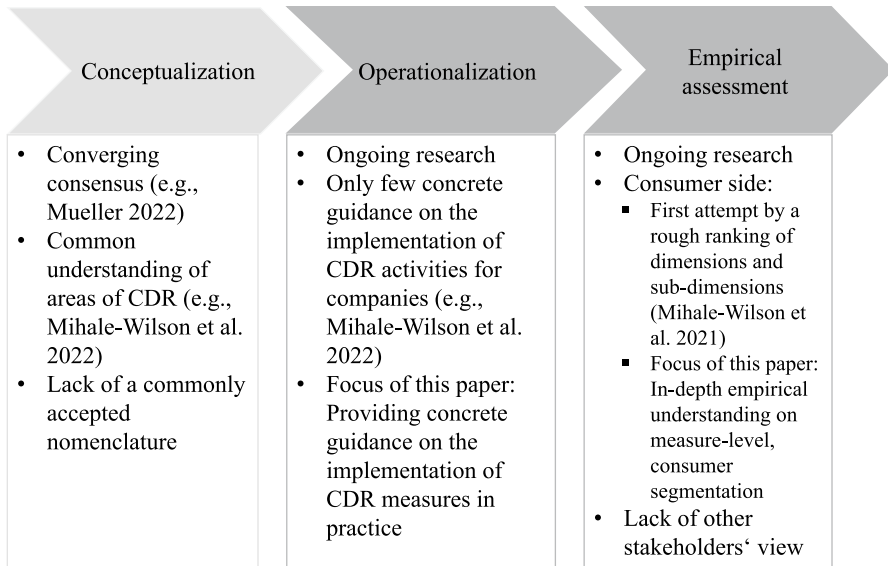 Conceptualization
• Converging
consensus (e.g.,
Mueller 2022)
• Common
understanding of
areas of CDR (e.g.,
Mihale-Wilson et al.
2022)
• Lack of a commonly
accepted
nomenclature
Operationalization
• Ongoing research
• Only few concrete
guidance on the
implementation of
CDR activities for
companies (e.g.,
Mihale-Wilson et al.
2022)
• Focus of this paper:
Providing concrete
guidance on the
implementation of
CDR measures in
practice
Empirical
assessment
• Ongoing research
• Consumer side:
▪ First attempt by a
rough ranking of
dimensions and
sub-dimensions
(Mihale-Wilson et
al. 2021)
▪ Focus of this paper:
In-depth empirical
understanding on
measure-level,
consumer
segmentation
• Lack of other
stakeholders‘ view